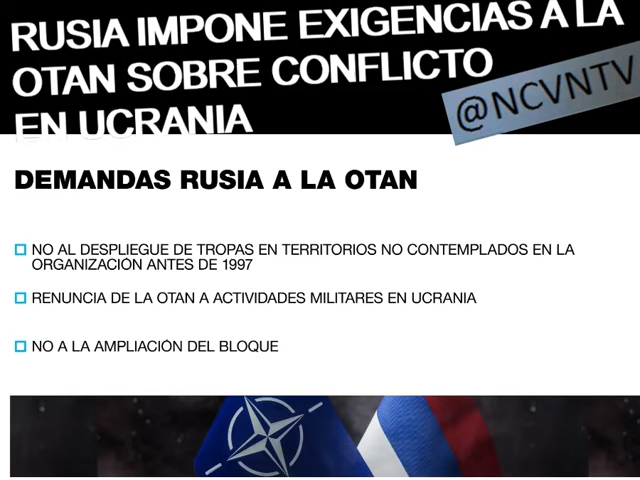 RUSIA IMPONE EXIGENCIAS A LA
OTAN SOBRE CONFLICTO
EN UCRANIA
@NCVNTV
DEMANDAS RUSIA A LA OTAN
NO AL DESPLIEGUE DE TROPAS EN TERRITORIOS NO CONTEMPLADOS EN LA
ORGANIZACIÓN ANTES DE 1997
RENUNCIA DE LA OTAN A ACTIVIDADES MILITARES EN UCRANIA
NO A LA AMPLIACIÓN DEL BLOQUE